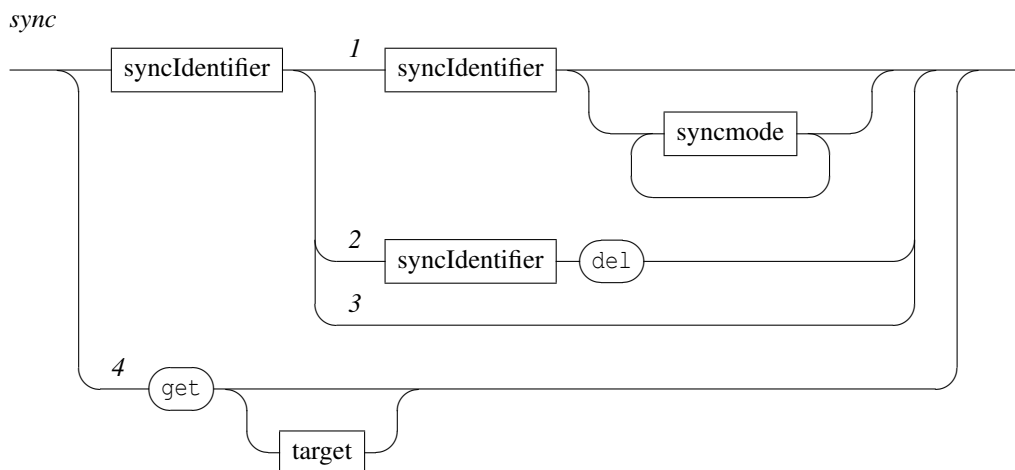 sync
syncIdentifier 1 syncIdentifier
syncmode
2 syncIdentifier del
3
4 get
target